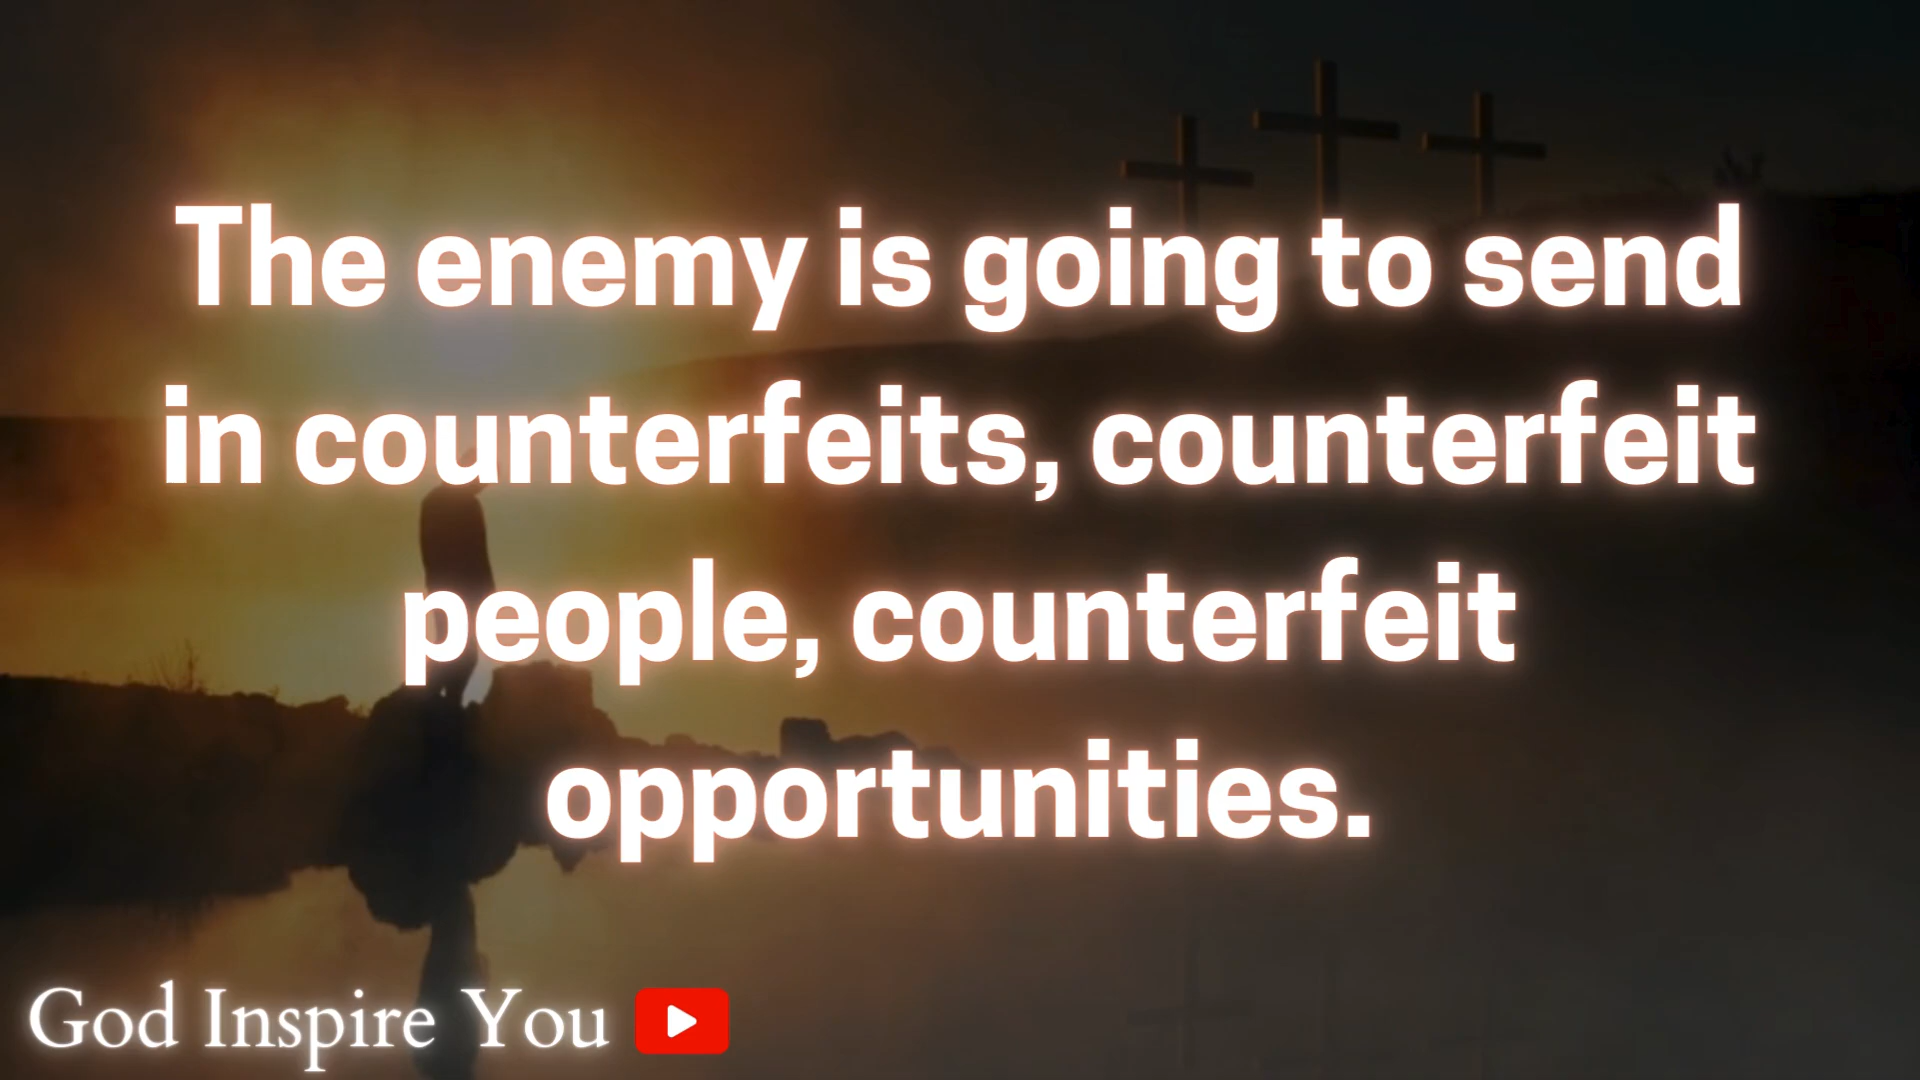 The enemy is going to send
in counterfeits, counterfeit
people, counterfeit
opportunities.
God Inspire You